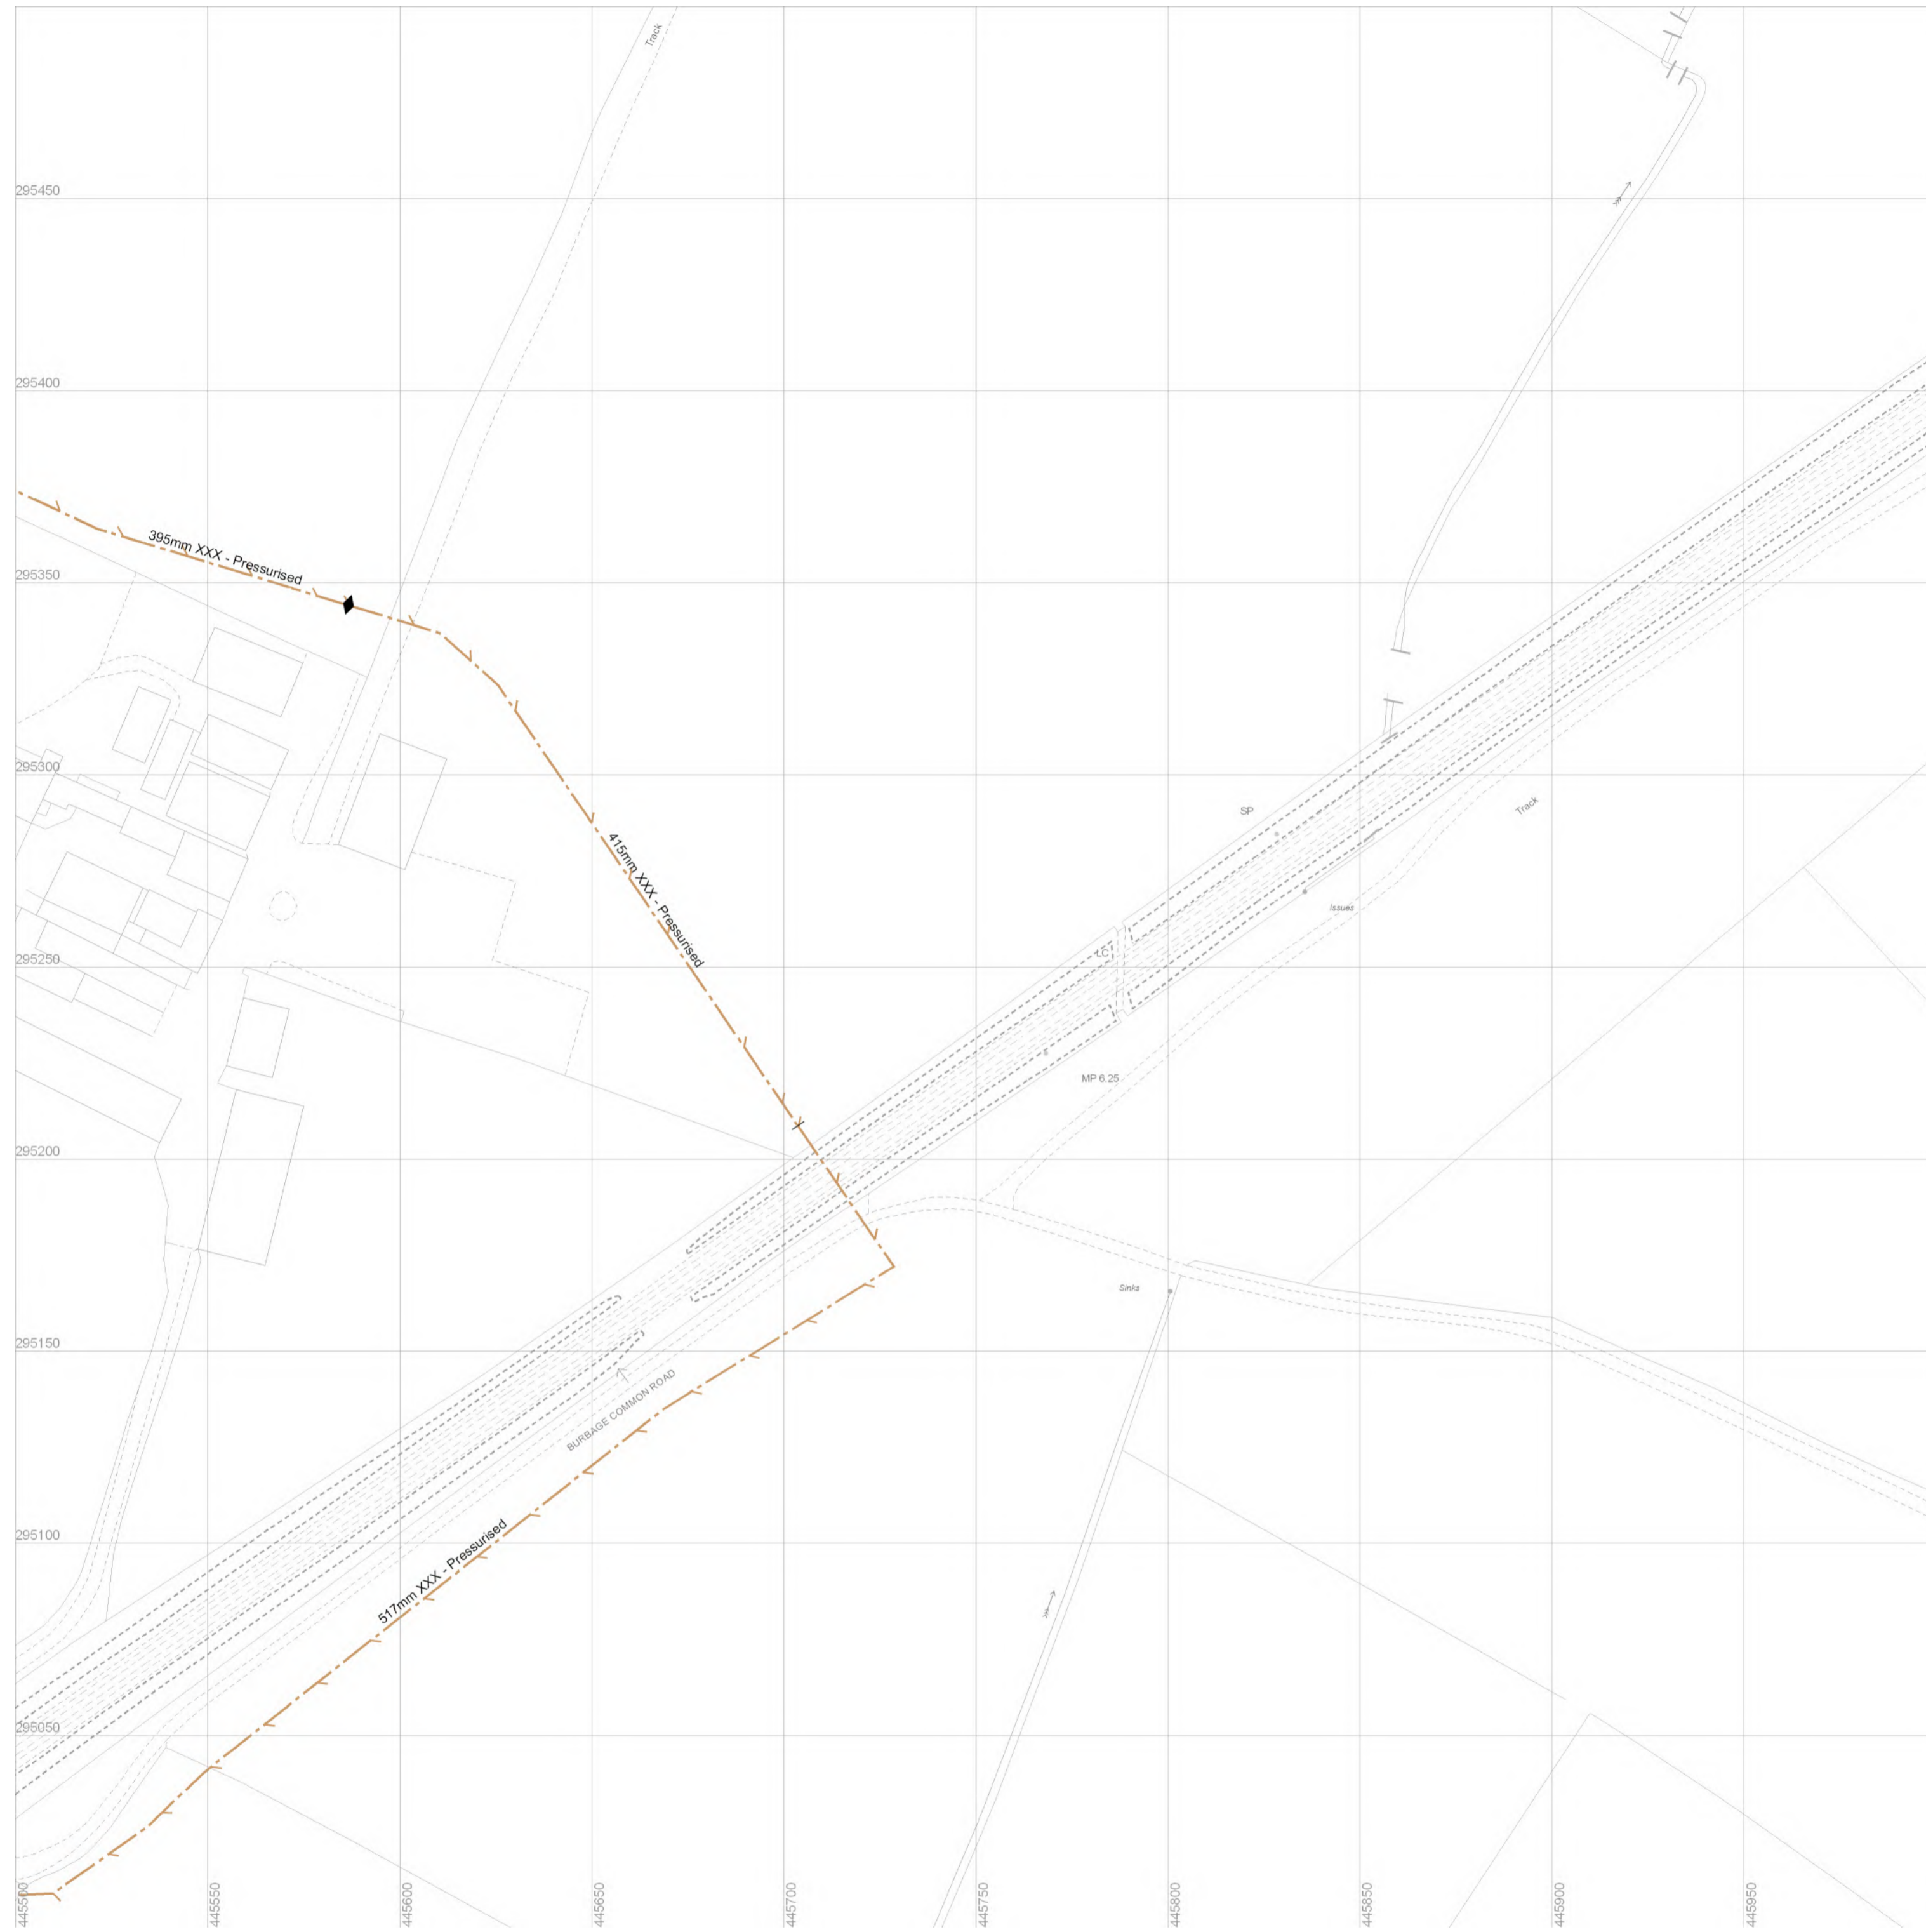 Track
295450
295400
395mm XXX - Pressurised
295350
295300
SP
Track
415mm XXX - Pressurised
Issues
LC
295250
MP 6.25
295200
Sinks
295150
BURBAGE COMMON ROAD
295100
517mm XXX - Pressurised
295050
445500
445550
445600
445650
445700
445750
445800
445850
445900
445950